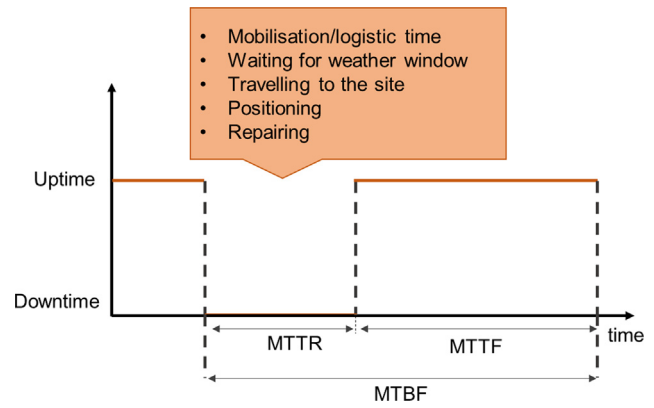 • Mobilisation/logistic time
• Waiting for weather window
• Travelling to the site
• Positioning
• Repairing
Uptime
Downtime
time
MTTR
MTTF
MTBF